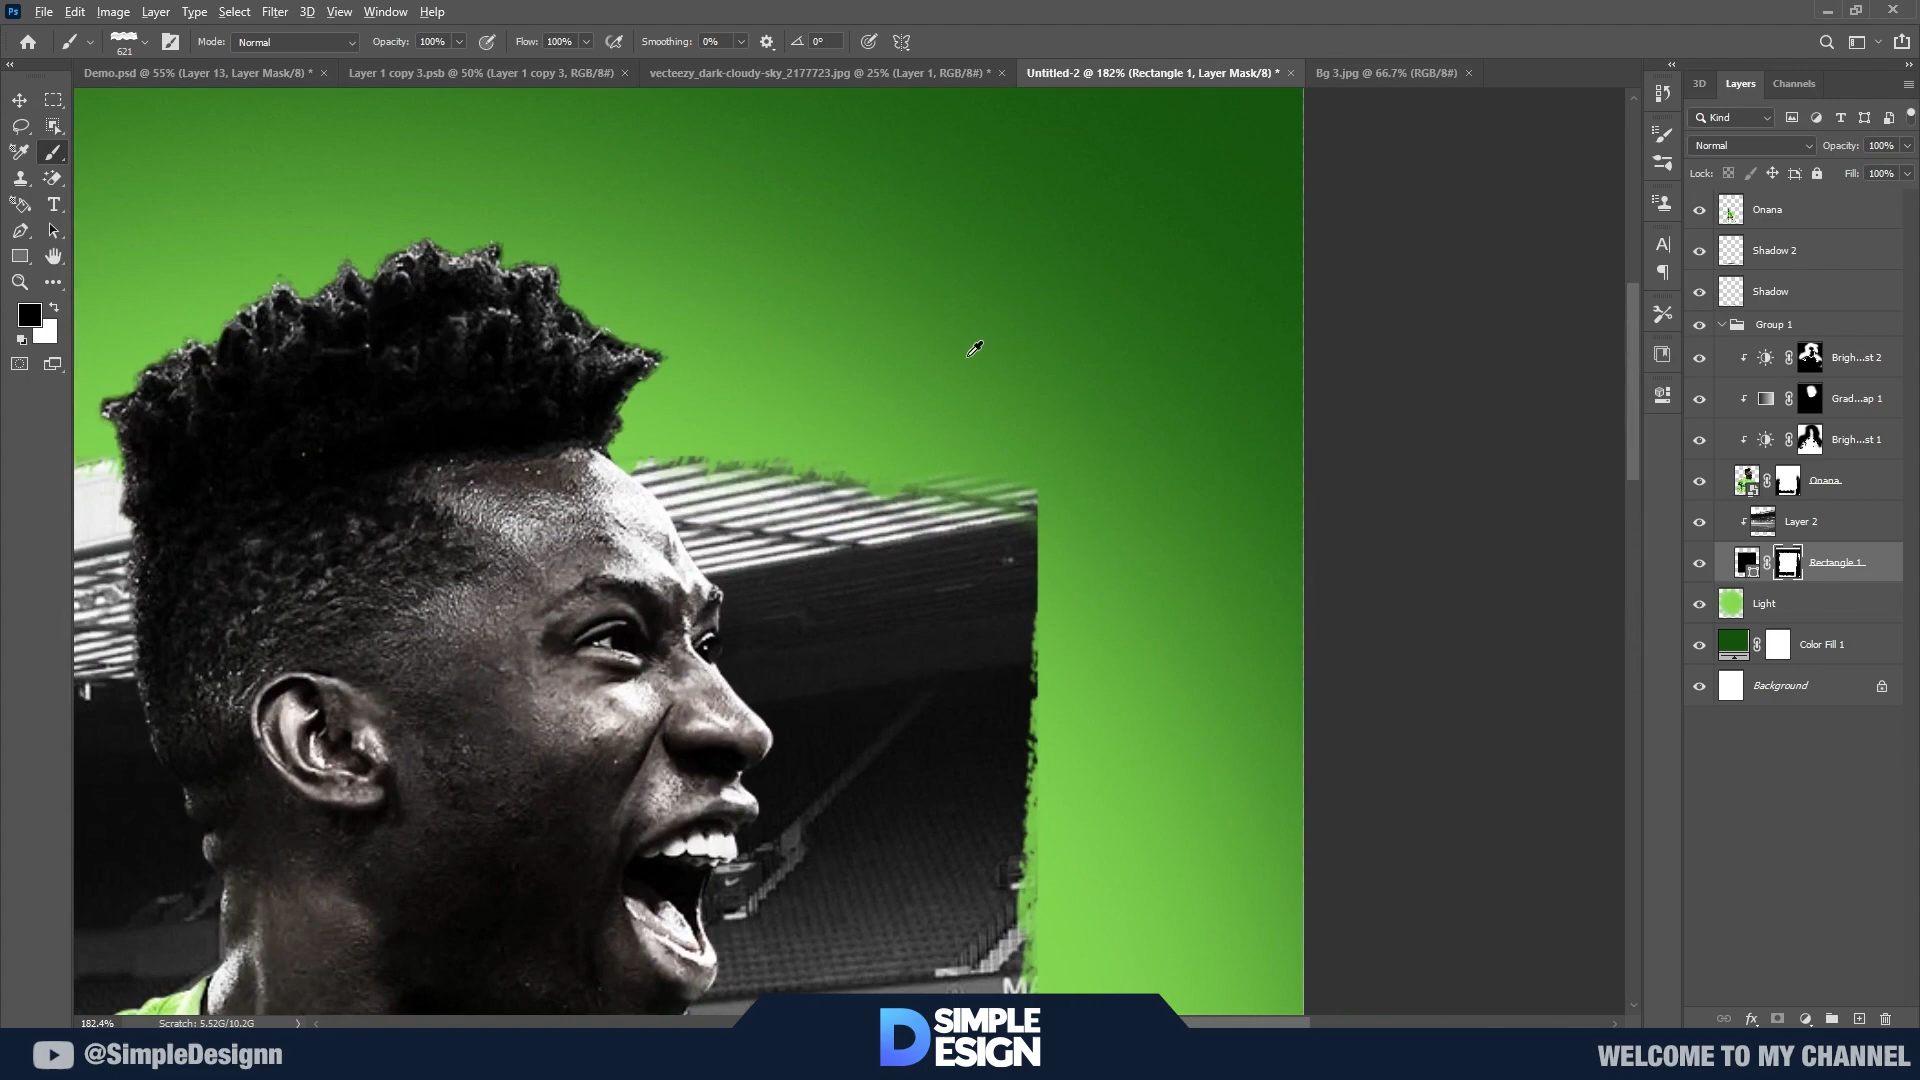 Ps File Edit Image Layer Type Select Filter 3D View Window Help
621 Mode: Normal Opacity: 100% Flow: 100% Smoothing: 0% 0°
Demo.psd @ 55% (Layer 13, Layer Mask/8) * × Layer 1 copy 3.psb @ 50% (Layer 1 copy 3, RGB/8#) × vecteezy_dark-cloudy-sky_2177723.jpg @ 25% (Layer 1, RGB/8#) * × Untitled-2 @ 182% (Rectangle 1, Layer Mask/8) * × Bg 3.jpg @ 66.7% (RGB/8#) ×
3D Layers Channels
Kind
Normal Opacity: 100%
Lock: Fill: 100%
Onana
Shadow 2
Shadow
Group 1
Brigh...st 2
Grad...ap 1
Brigh...st 1
Onana
Layer 2
Rectangle 1
Light
Color Fill 1
Background
M
182.4% Scratch: 5.52G/10.2G
fx
@SimpleDesignn
D SIMPLE
ESIGN
WELCOME TO MY CHANNEL